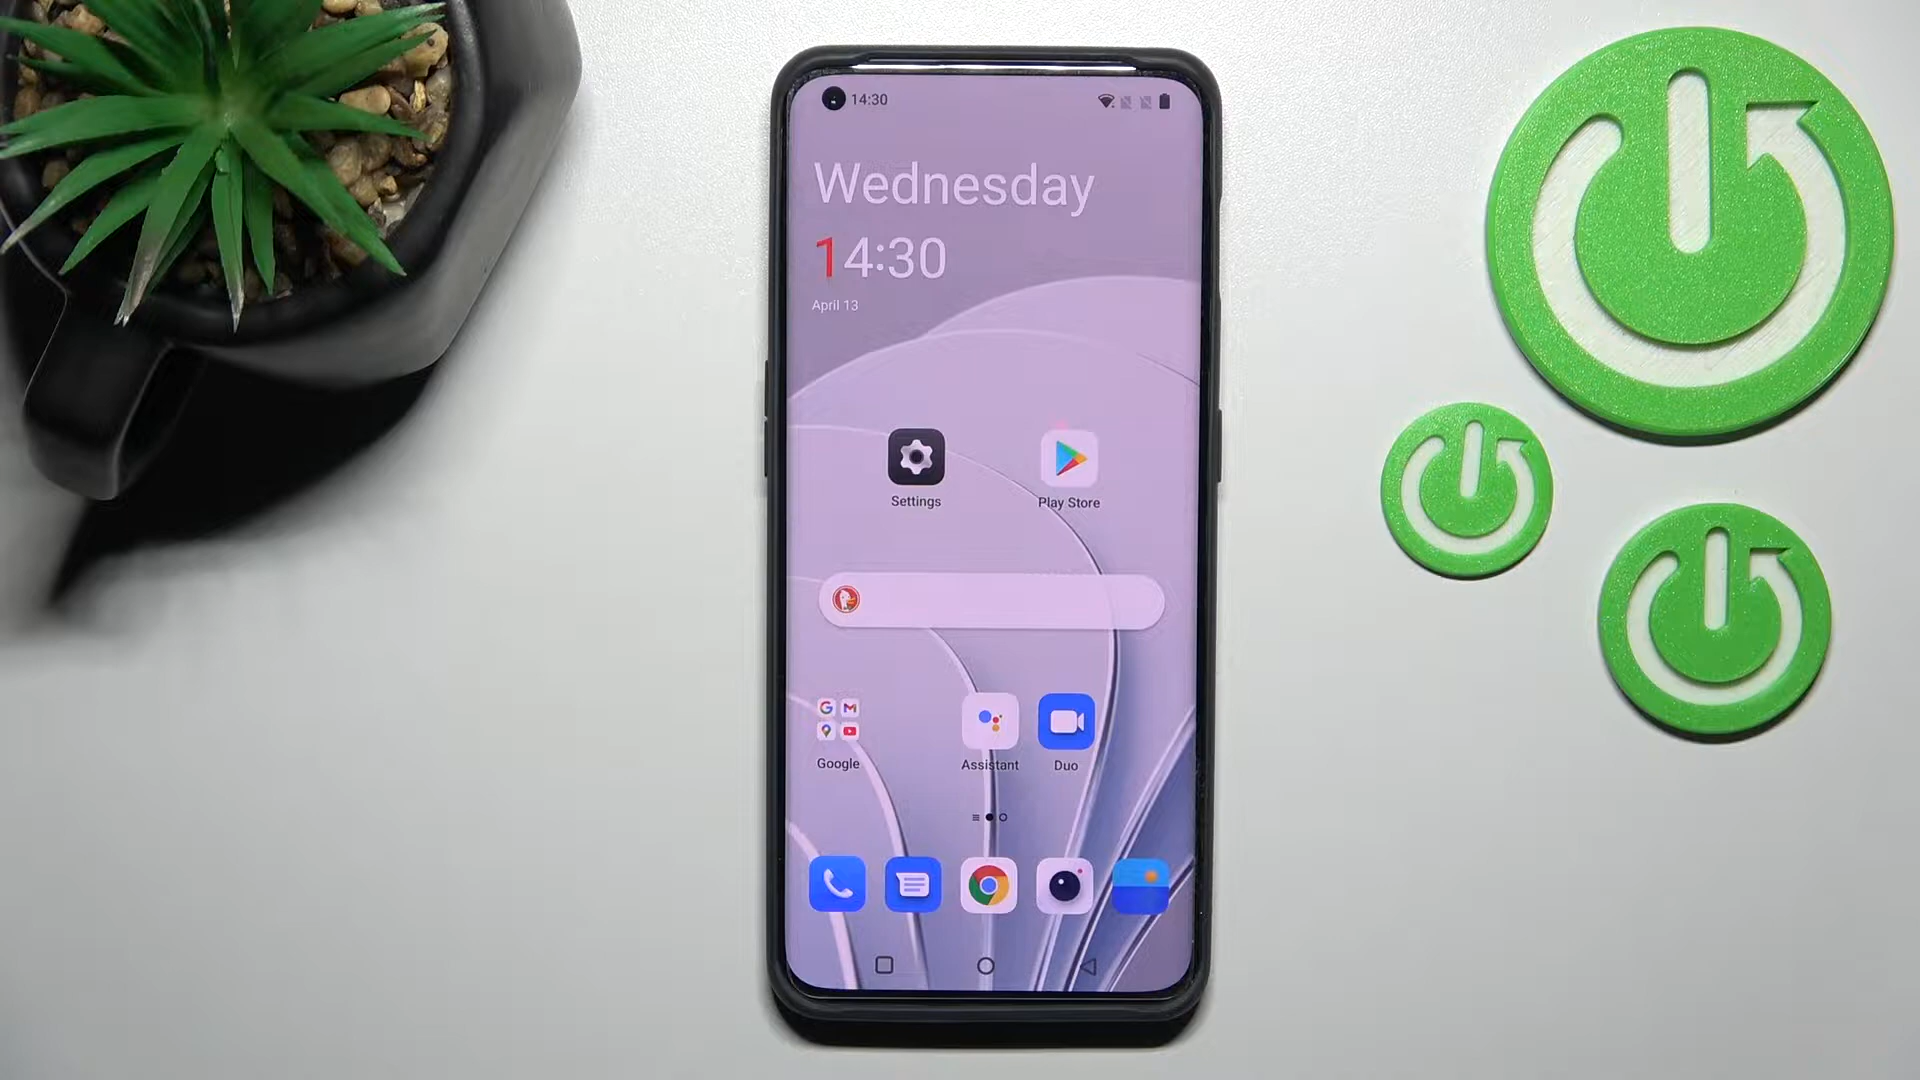 14:30
Wednesday
14:30
April 13
Settings
Play Store
Google
Assistant
Duo